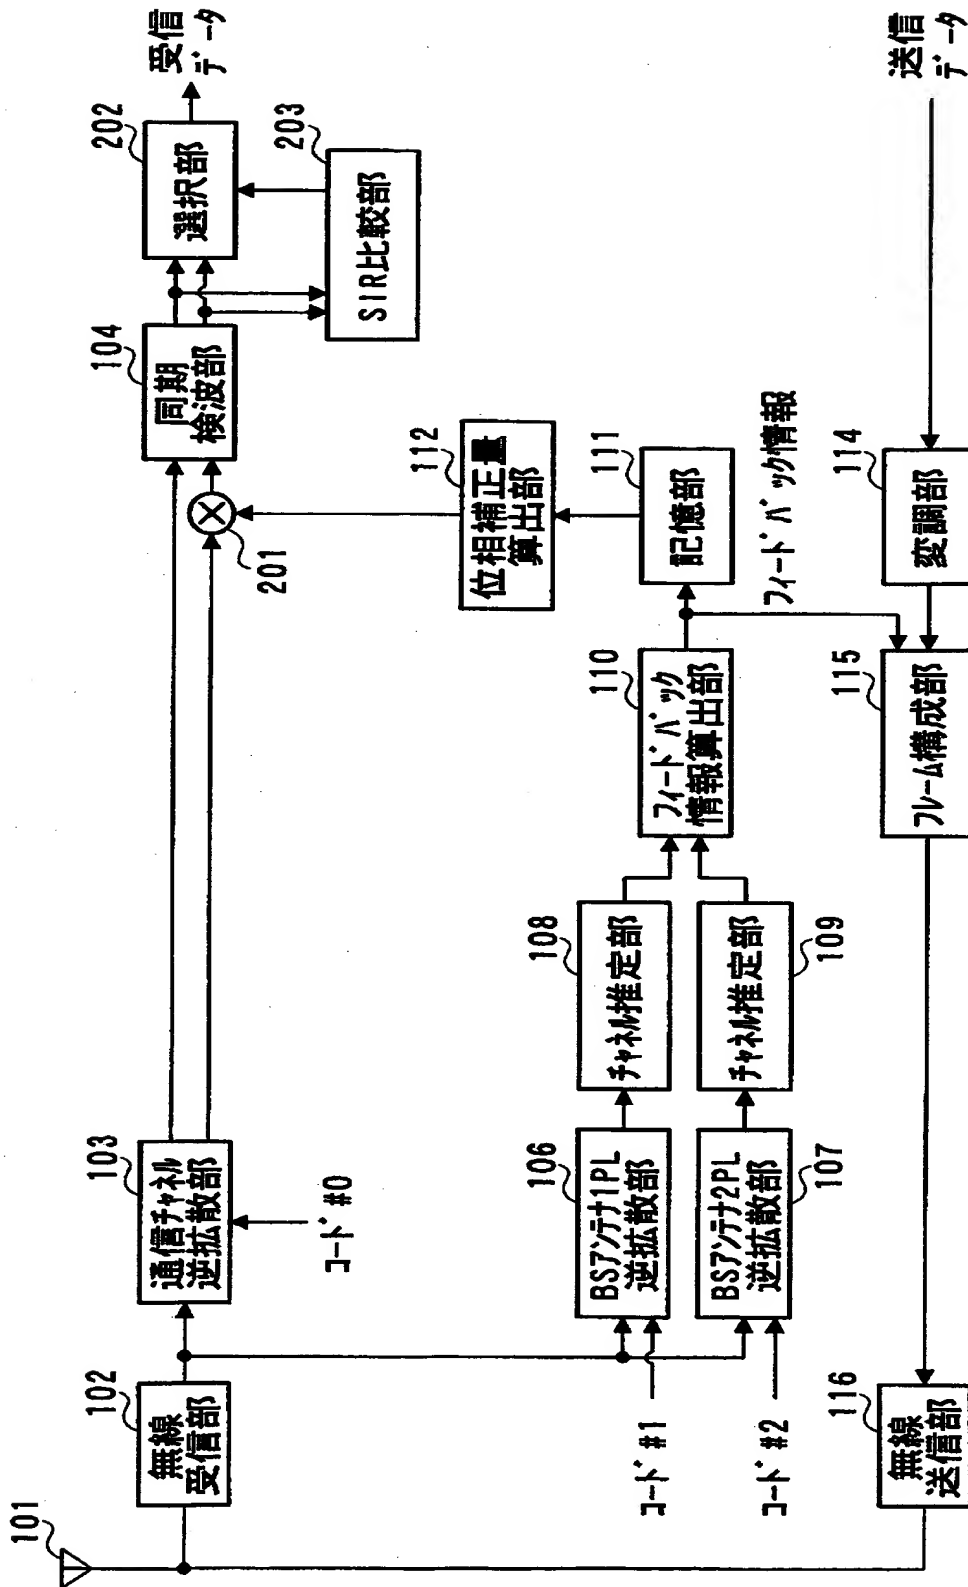 101
102
無線
受信部
103
通信チャネル
逆拡散部
コード#0
104
同期
検波部
201
202
選択部
受信
データ
203
SIR比較部
106
BSアンテナ1PL
逆拡散部
コード#1
107
BSアンテナ2PL
逆拡散部
コード#2
108
チャネル推定部
109
チャネル推定部
110
フィードバック
情報算出部
111
記憶部
112
位相補正量
算出部
フィードバック情報
114
変調部
送信
データ
115
フレーム構成部
116
無線
送信部